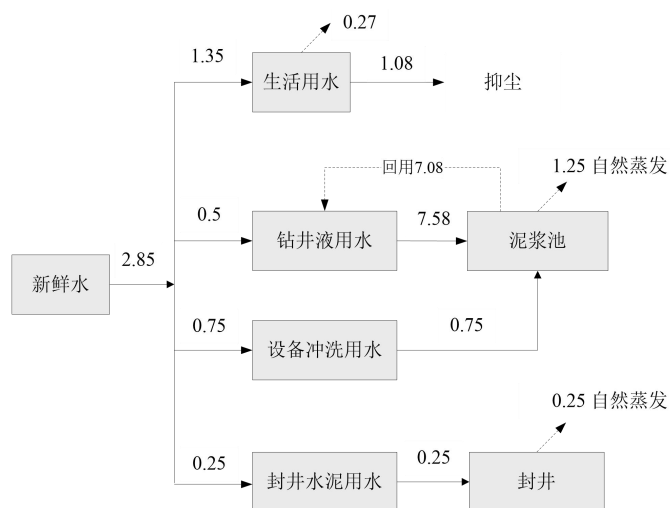 0.27
1.35
生活用水
1.08
抑尘
回用7.08
1.25 自然蒸发
0.5
钻井液用水
7.58
泥浆池
新鲜水
2.85
0.75
设备冲洗用水
0.75
0.25 自然蒸发
0.25
封井水泥用水
0.25
封井